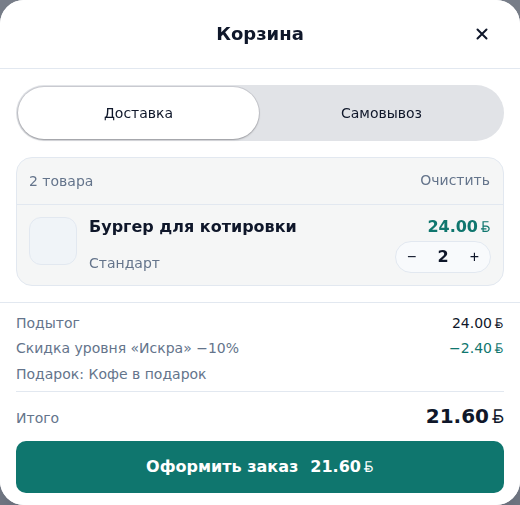 Корзина ✕
Доставка Самовывоз
2 товара Очистить
Бургер для котировки 24.00 Ƃ
Стандарт − 2 +
Подытог 24.00 Ƃ
Скидка уровня «Искра» −10% −2.40 Ƃ
Подарок: Кофе в подарок
Итого 21.60 Ƃ
Оформить заказ 21.60 Ƃ